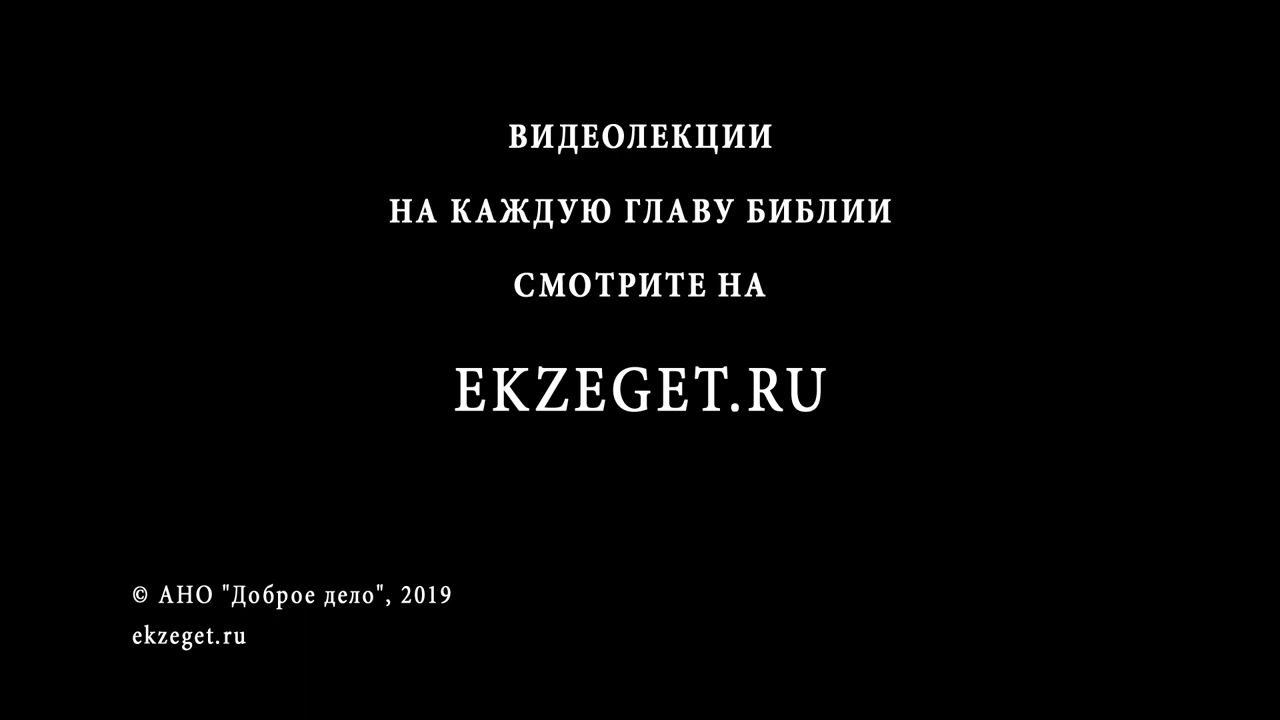 ВИДЕОЛЕКЦИИ
НА КАЖДУЮ ГЛАВУ БИБЛИИ
СМОТРИТЕ НА
EKZEGET.RU
© АНО "Доброе дело", 2019
ekzeget.ru